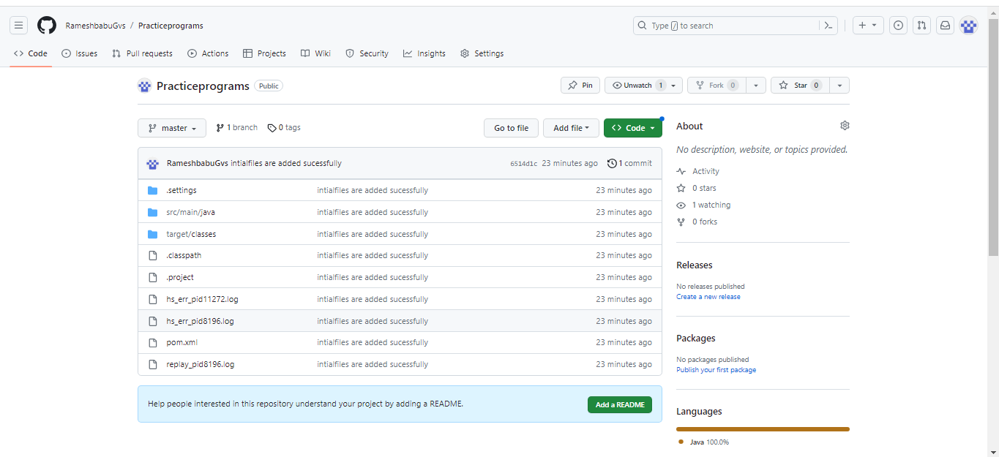 RameshbabuGvs / Practiceprograms
Type / to search
Code Issues Pull requests Actions Projects Wiki Security Insights Settings
Practiceprograms Public
Pin Unwatch 1 Fork 0 Star 0
master 1 branch 0 tags Go to file Add file Code
RameshbabuGvs intialfiles are added sucessfully 6514d1c 23 minutes ago 1 commit
.settings intialfiles are added sucessfully 23 minutes ago
src/main/java intialfiles are added sucessfully 23 minutes ago
target/classes intialfiles are added sucessfully 23 minutes ago
.classpath intialfiles are added sucessfully 23 minutes ago
.project intialfiles are added sucessfully 23 minutes ago
hs_err_pid11272.log intialfiles are added sucessfully 23 minutes ago
hs_err_pid8196.log intialfiles are added sucessfully 23 minutes ago
pom.xml intialfiles are added sucessfully 23 minutes ago
replay_pid8196.log intialfiles are added sucessfully 23 minutes ago
Help people interested in this repository understand your project by adding a README. Add a README
About
No description, website, or topics provided.
Activity
0 stars
1 watching
0 forks
Releases
No releases published
Create a new release
Packages
No packages published
Publish your first package
Languages
Java 100.0%